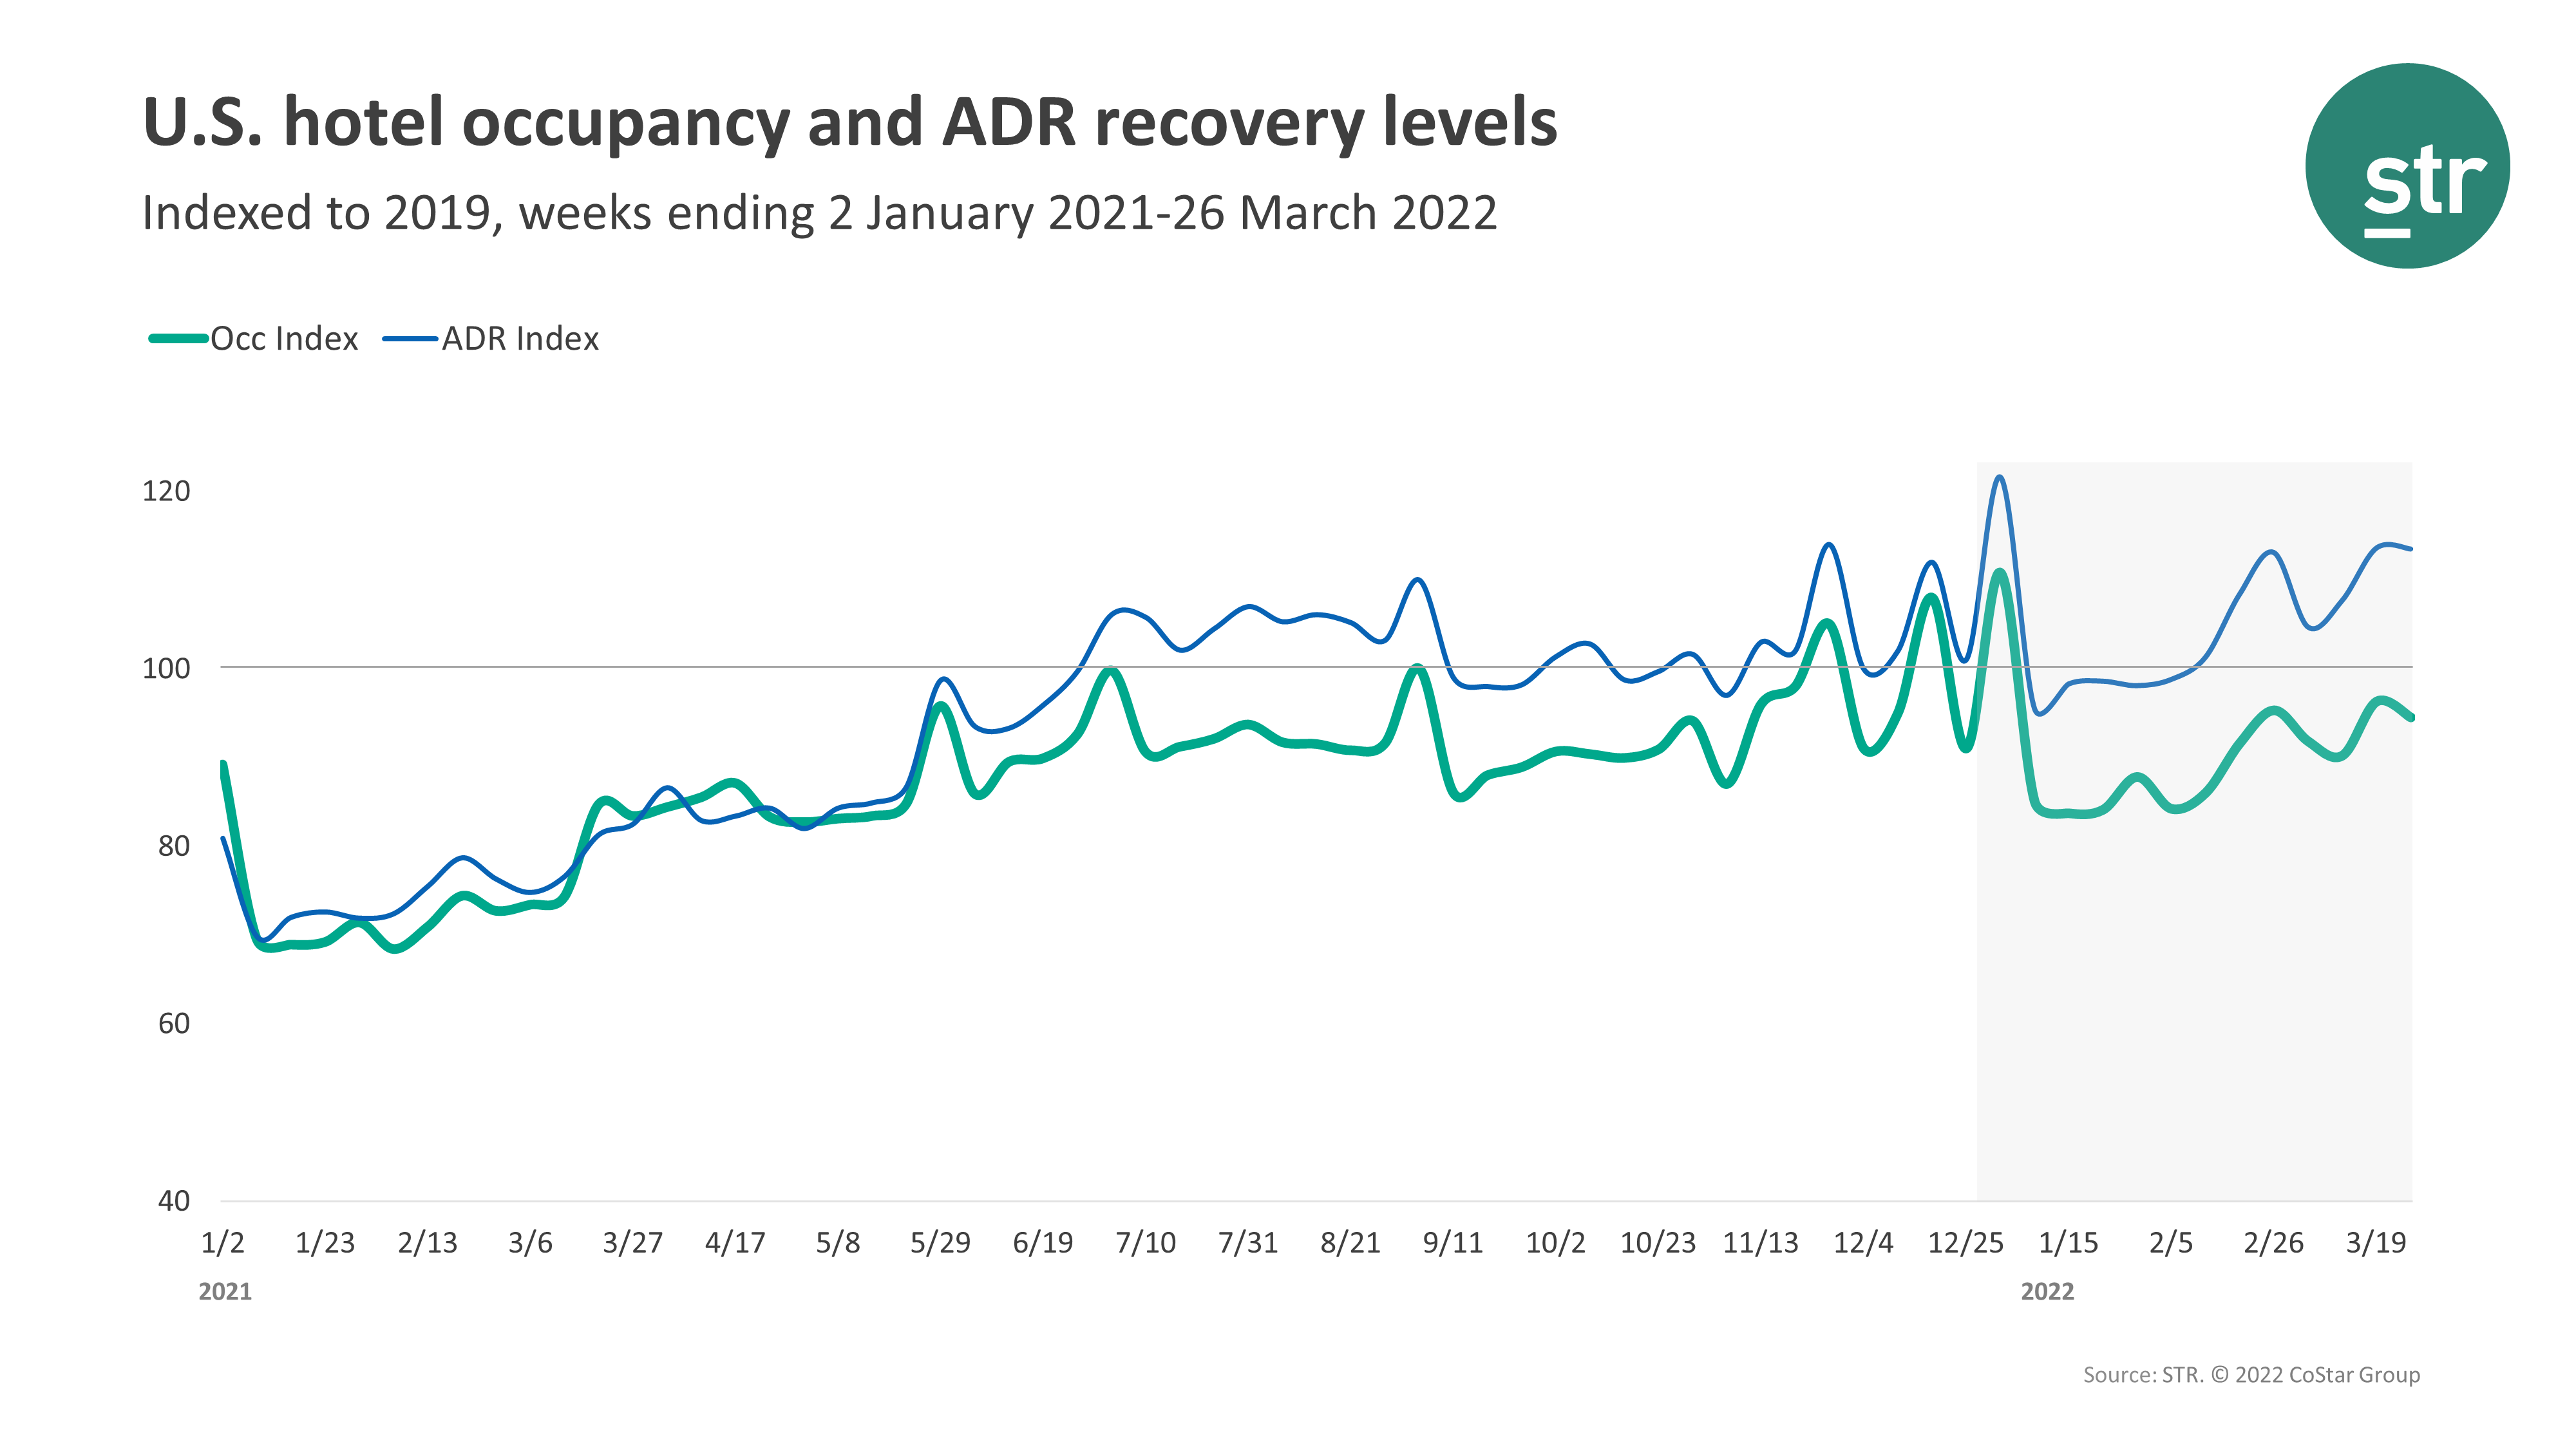 U.S. hotel occupancy and ADR recovery levels
Indexed to 2019, weeks ending 2 January 2021-26 March 2022
str
Occ Index ADR Index
120
100
80
60
40
1/2 1/23 2/13 3/6 3/27 4/17 5/8 5/29 6/19 7/10 7/31 8/21 9/11 10/2 10/23 11/13 12/4 12/25 1/15 2/5 2/26 3/19
2021 2022
Source: STR. © 2022 CoStar Group